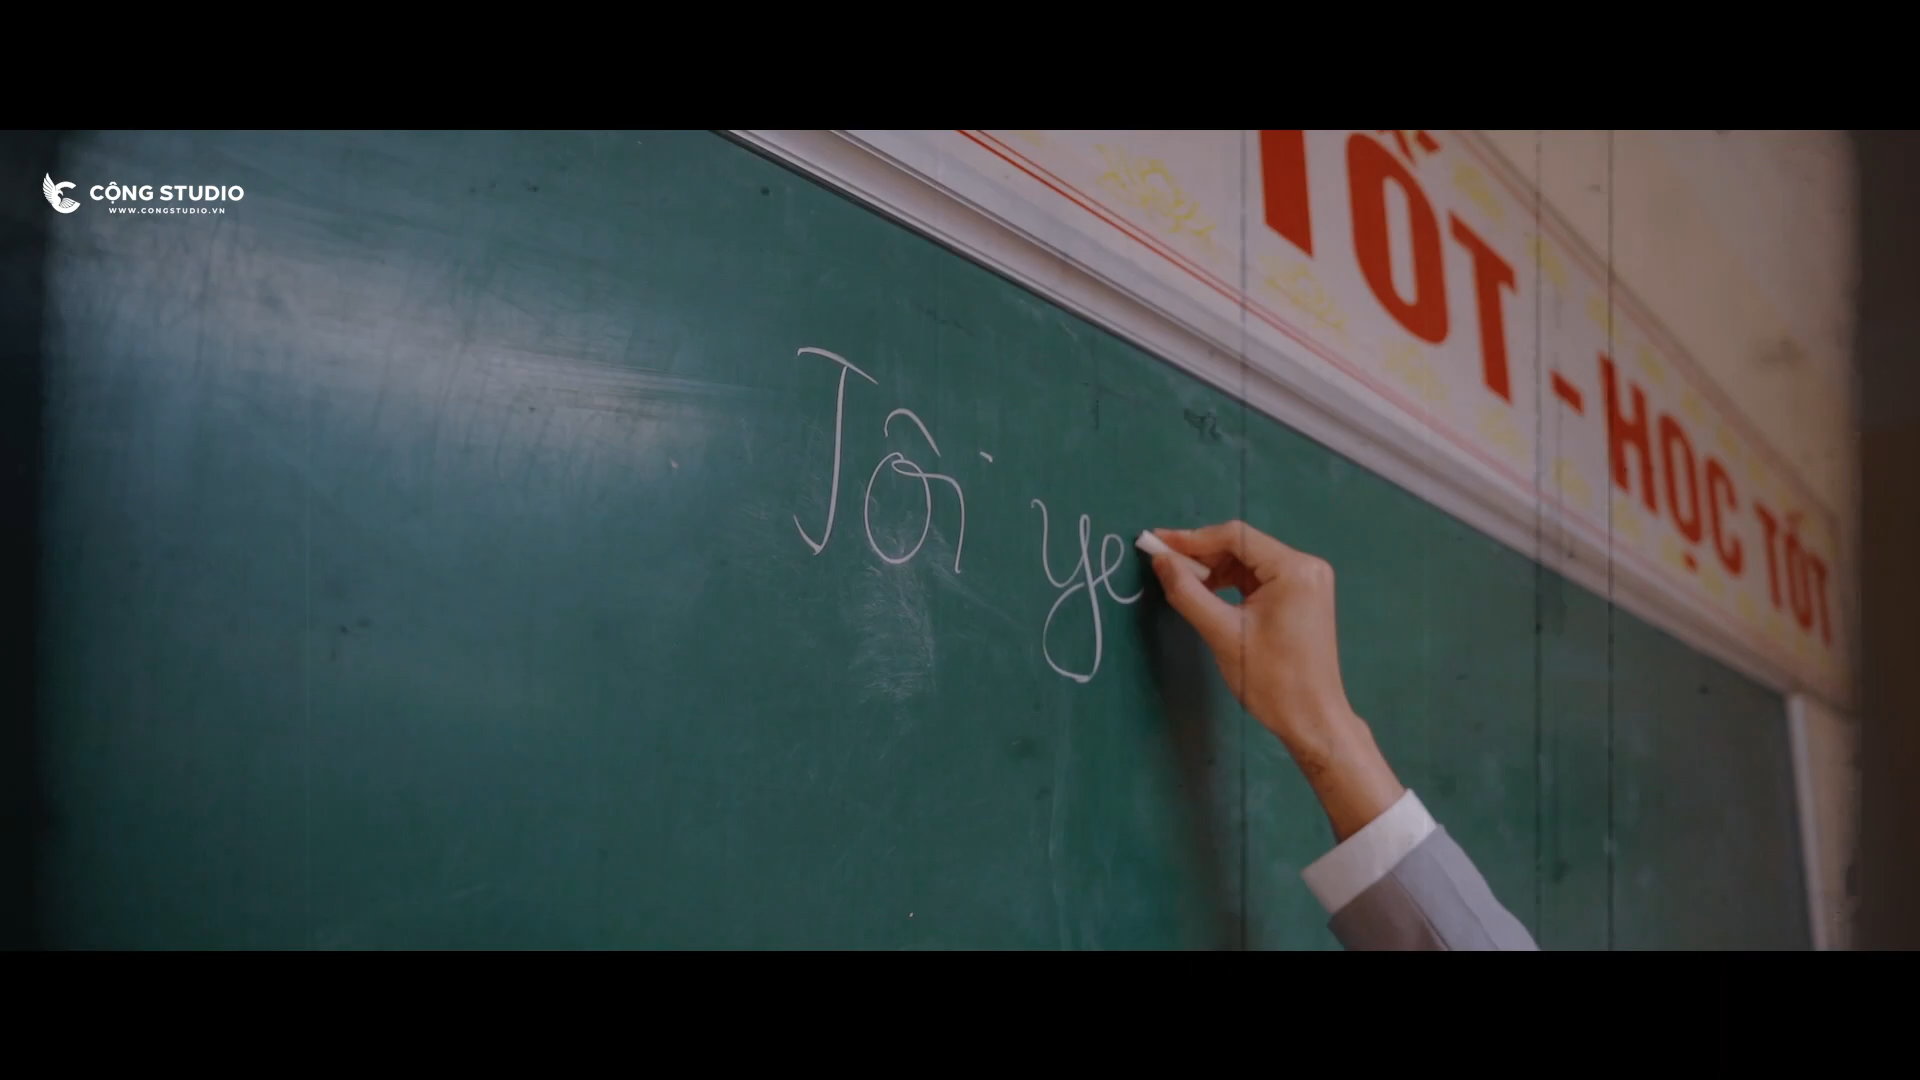 CỘNG STUDIO
WWW.CONGSTUDIO.VN
TỐT - HỌC TỐT
Tôi ye